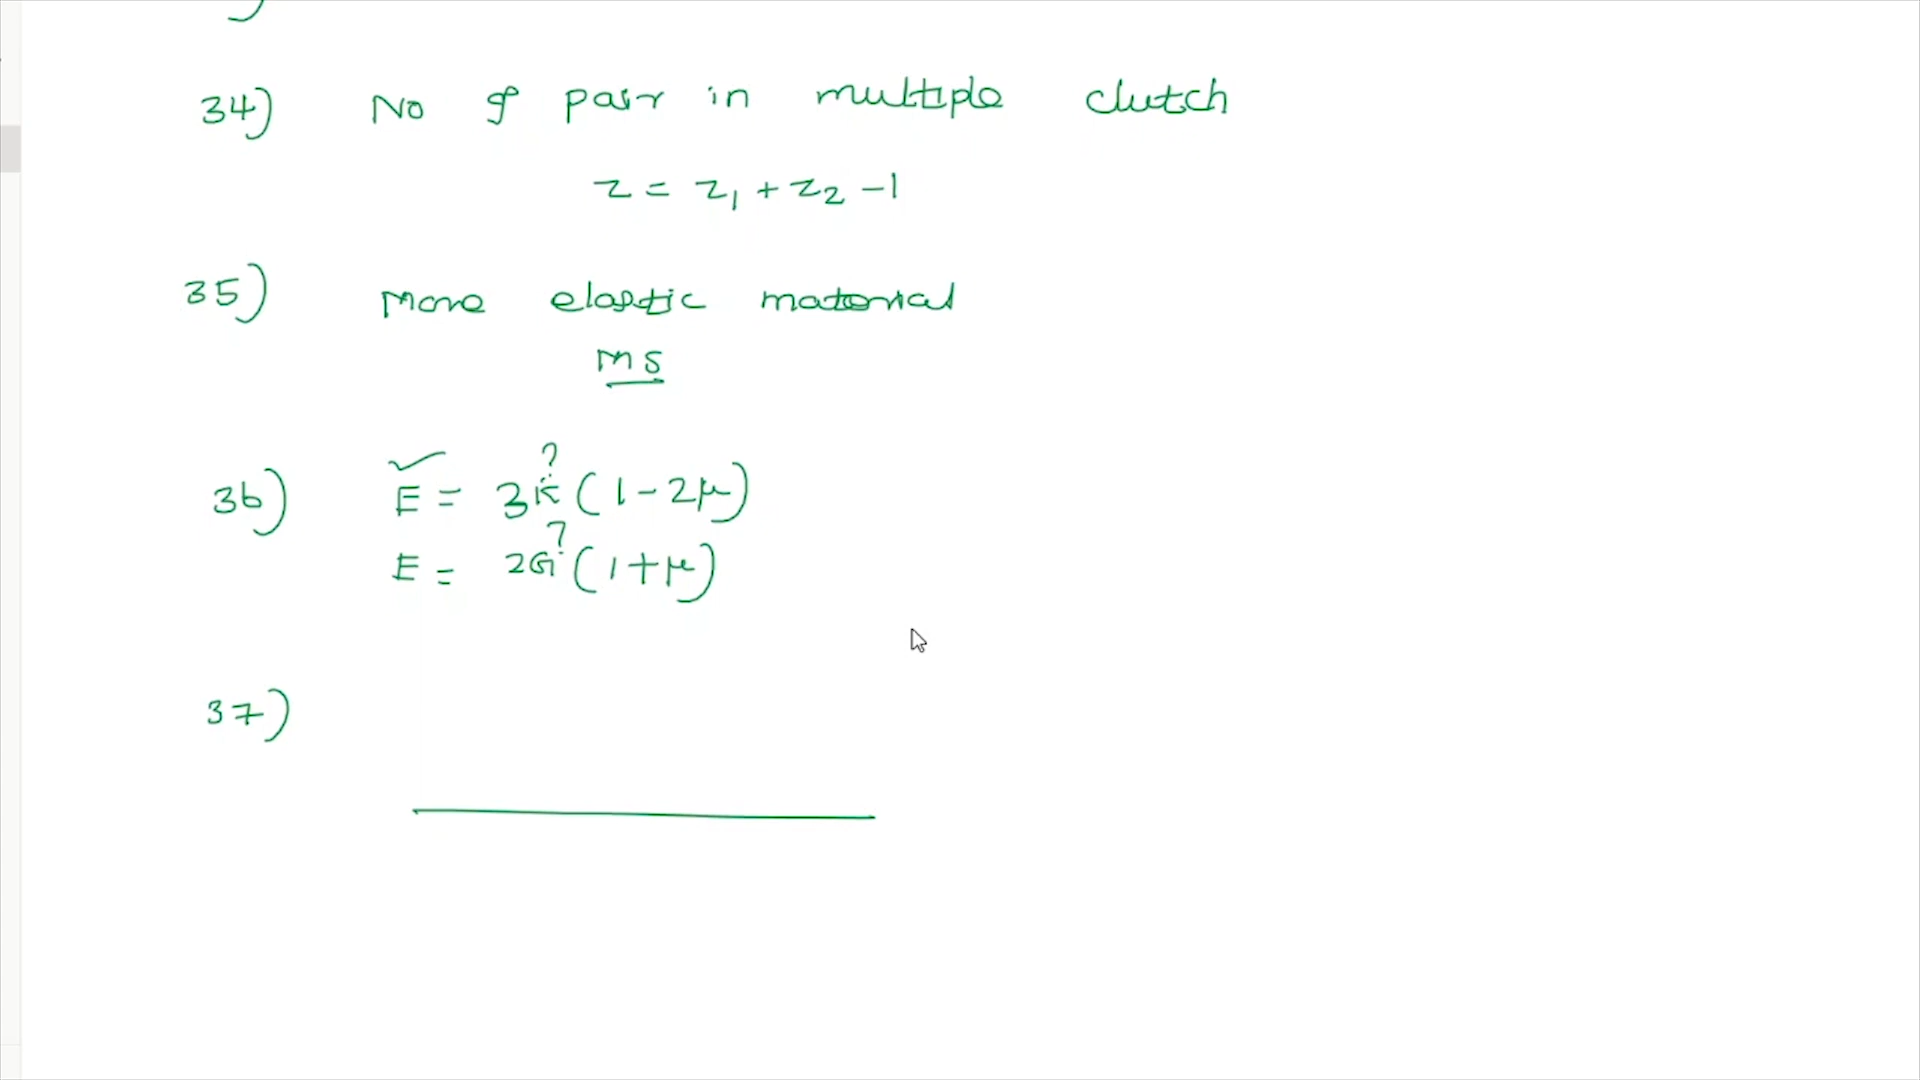 34) No of pair in multiple clutch
z = z₁ + z₂ - 1
35) More elastic material
MS
36) E = 3K (1 - 2μ)
?
E = 2G (1 + μ)
?
37)